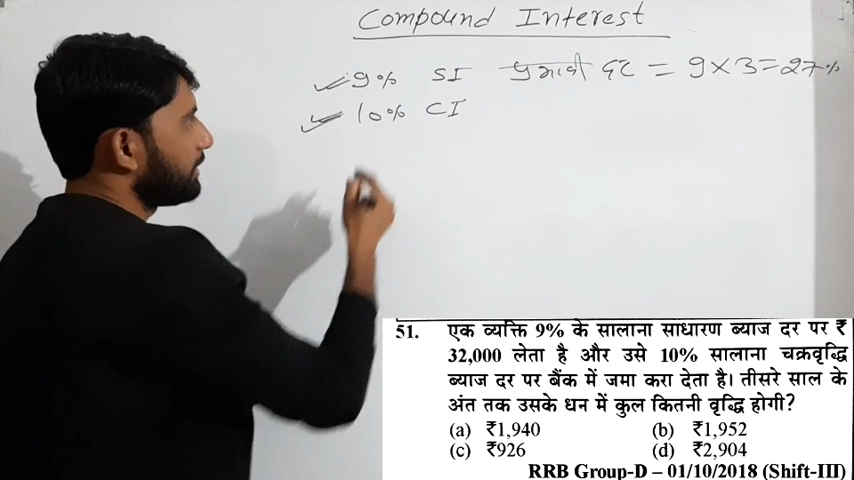 Compound Interest
9% SI प्रभावी दर = 9×3=27%
10% CI
51. एक व्यक्ति 9% के सालाना साधारण ब्याज दर पर ₹
32,000 लेता है और उसे 10% सालाना चक्रवृद्धि
ब्याज दर पर बैंक में जमा करा देता है। तीसरे साल के
अंत तक उसके धन में कुल कितनी वृद्धि होगी?
(a) ₹1,940 (b) ₹1,952
(c) ₹926 (d) ₹2,904
RRB Group-D – 01/10/2018 (Shift-III)